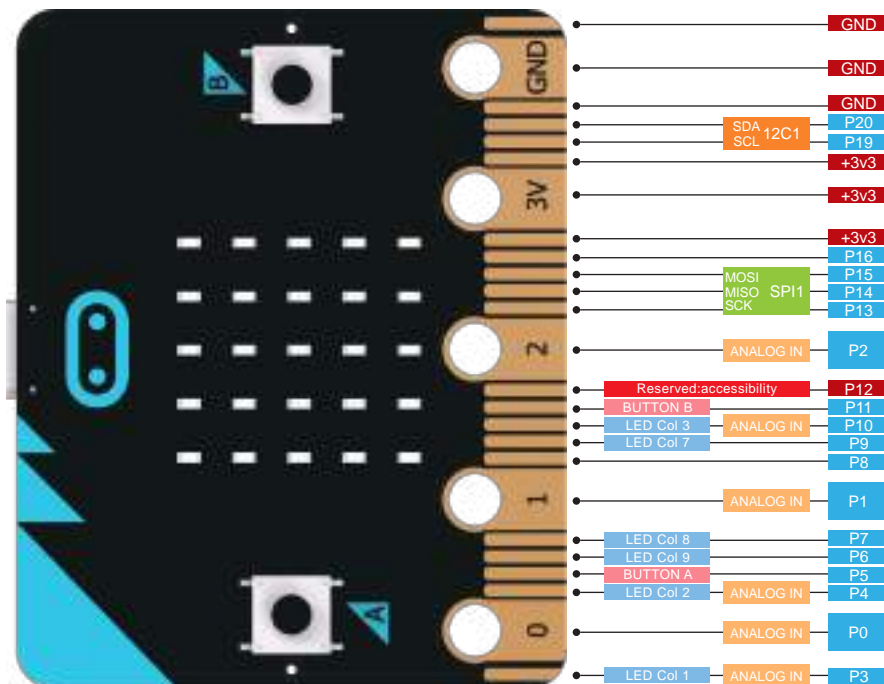 GND
GND
GND
SDA 12C1 P20
SCL P19
+3v3
+3v3
+3v3
P16
MOSI SPI1 P15
MISO P14
SCK P13
ANALOG IN P2
Reserved:accessibility P12
BUTTON B P11
LED Col 3 ANALOG IN P10
LED Col 7 P9
P8
ANALOG IN P1
LED Col 8 P7
LED Col 9 P6
BUTTON A P5
LED Col 2 ANALOG IN P4
ANALOG IN P0
LED Col 1 ANALOG IN P3
B
A
GND
3V
2
1
0